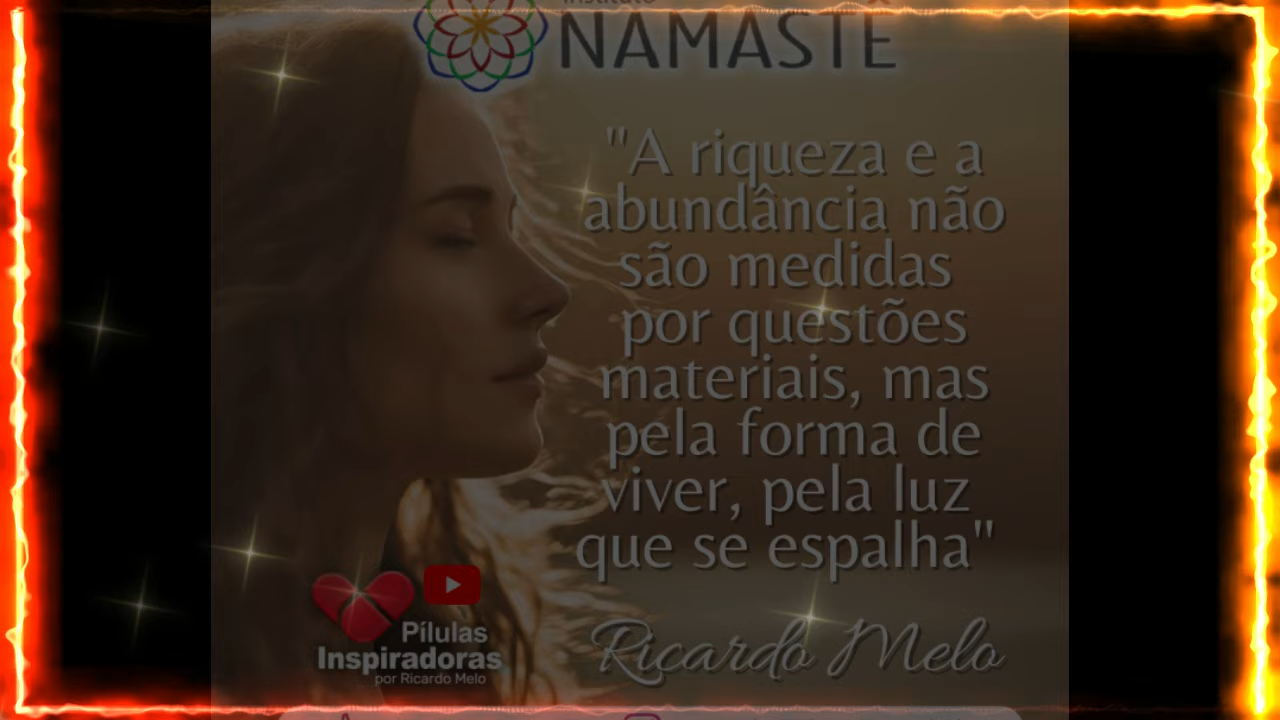 NAMASTÊ
"A riqueza e a
abundância não
são medidas
por questões
materiais, mas
pela forma de
viver, pela luz
que se espalha"
Ricardo Melo
Pílulas
Inspiradoras
por Ricardo Melo